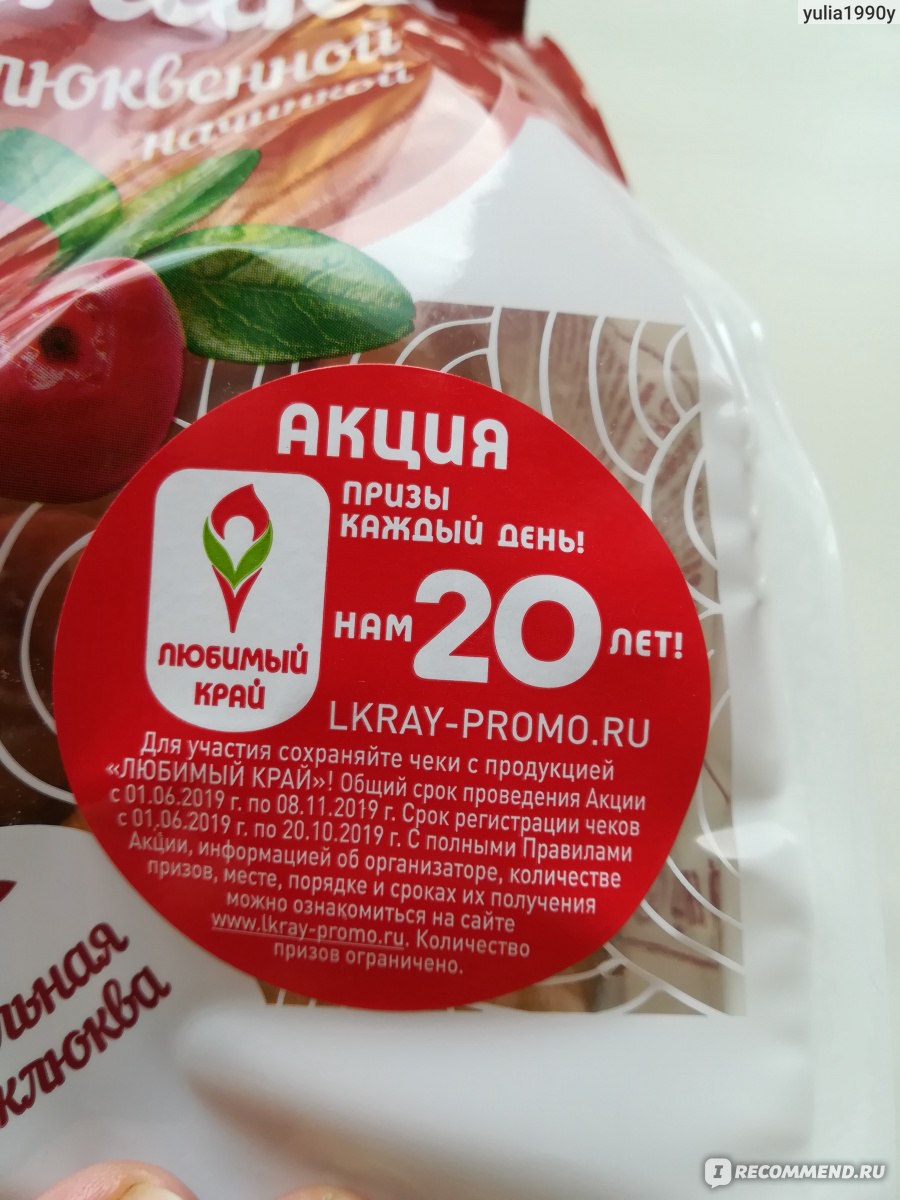 yulia1990y
начинкой
АКЦИЯ
ПРИЗЫ
КАЖДЫЙ ДЕНЬ!
НАМ 20 ЛЕТ!
ЛЮБИМЫЙ
КРАЙ
LKRAY-PROMO.RU
Для участия сохраняйте чеки с продукцией
«ЛЮБИМЫЙ КРАЙ»! Общий срок проведения Акции
с 01.06.2019 г. по 08.11.2019 г. Срок регистрации чеков
с 01.06.2019 г. по 20.10.2019 г. С полными Правилами
Акции, информацией об организаторе, количестве
призов, месте, порядке и сроках их получения
можно ознакомиться на сайте
www.lkray-promo.ru. Количество
призов ограничено.
клюква
IRECOMMEND.RU